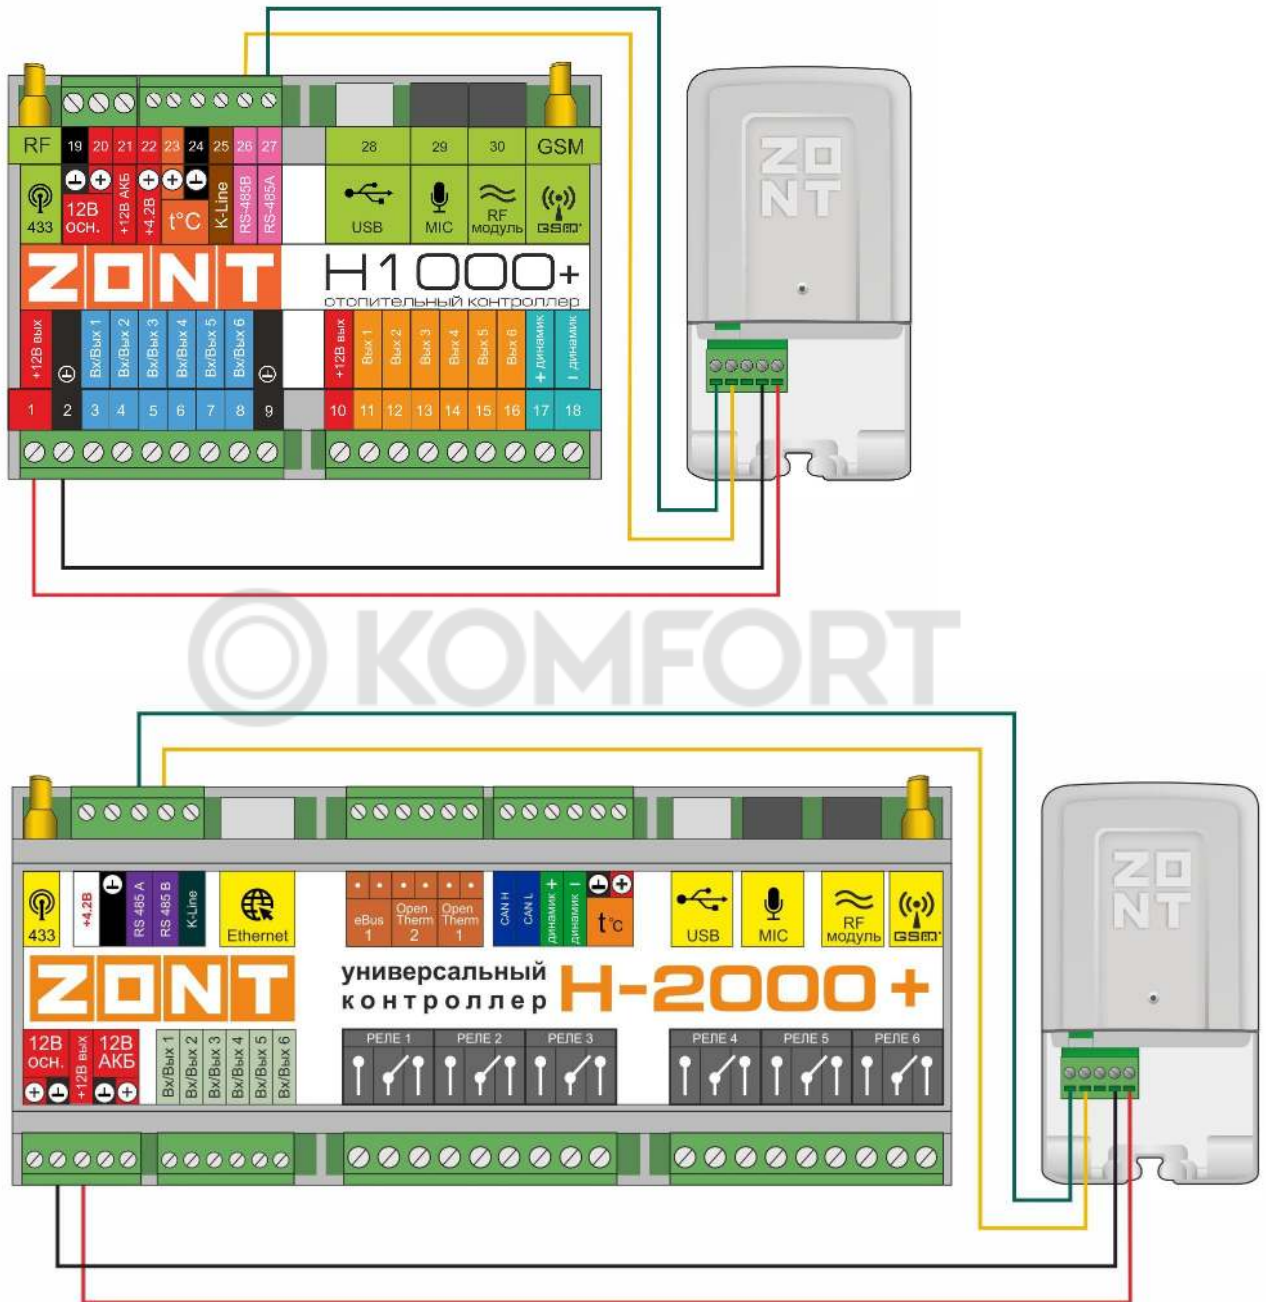 RF 19 20 21 22 23 24 25 26 27 28 29 30 GSM
433 12В осн. +12В АКБ +4.2В t°C K-Line RS-485B RS-485A USB MIC RF модуль GSM
ZONT H1000+
отопительный контроллер
+12В вых Вх/Вых 1 Вх/Вых 2 Вх/Вых 3 Вх/Вых 4 Вх/Вых 5 Вх/Вых 6 +12В вых Вых 1 Вых 2 Вых 3 Вых 4 Вых 5 Вых 6 + динамик − динамик
1 2 3 4 5 6 7 8 9 10 11 12 13 14 15 16 17 18
ZONT
KOMFORT
433 +4.2В RS 485 A RS 485 B K-Line Ethernet eBus 1 Open Therm 2 Open Therm 1 CAN H CAN L динамик + динамик − t°C USB MIC RF модуль GSM
ZONT универсальный контроллер H-2000+
12В осн. +12В вых 12В АКБ Вх/Вых 1 Вх/Вых 2 Вх/Вых 3 Вх/Вых 4 Вх/Вых 5 Вх/Вых 6 РЕЛЕ 1 РЕЛЕ 2 РЕЛЕ 3 РЕЛЕ 4 РЕЛЕ 5 РЕЛЕ 6
ZONT